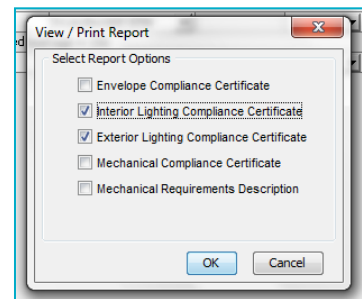 View / Print Report
ed
Select Report Options
Envelope Compliance Certificate
Interior Lighting Compliance Certificate
Exterior Lighting Compliance Certificate
Mechanical Compliance Certificate
Mechanical Requirements Description
OK
Cancel